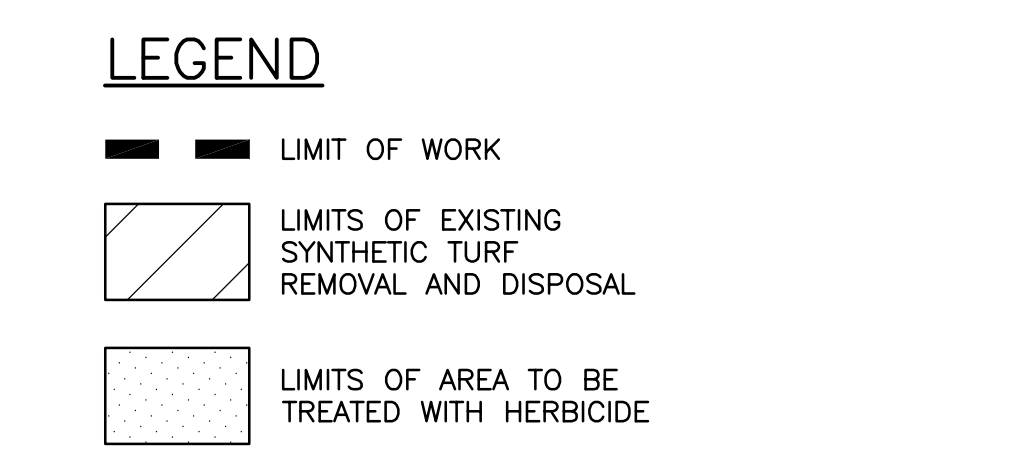 LEGEND
LIMIT OF WORK
LIMITS OF EXISTING
SYNTHETIC TURF
REMOVAL AND DISPOSAL
LIMITS OF AREA TO BE
TREATED WITH HERBICIDE